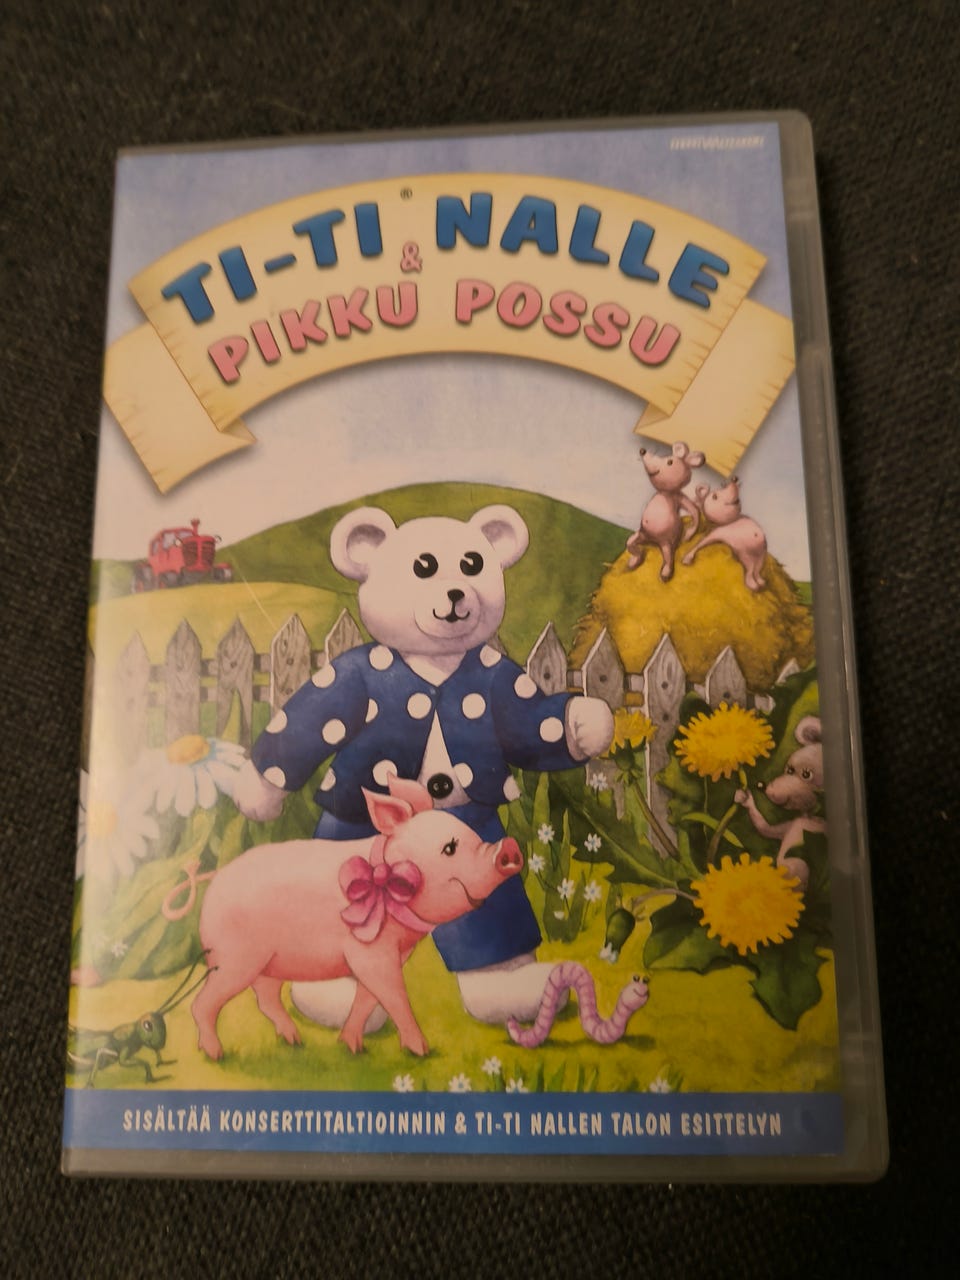 TI-TI ® NALLE
&
PIKKU POSSU
SISÄLTÄÄ KONSERTTITALTIOINNIN & TI-TI NALLEN TALON ESITTELYN